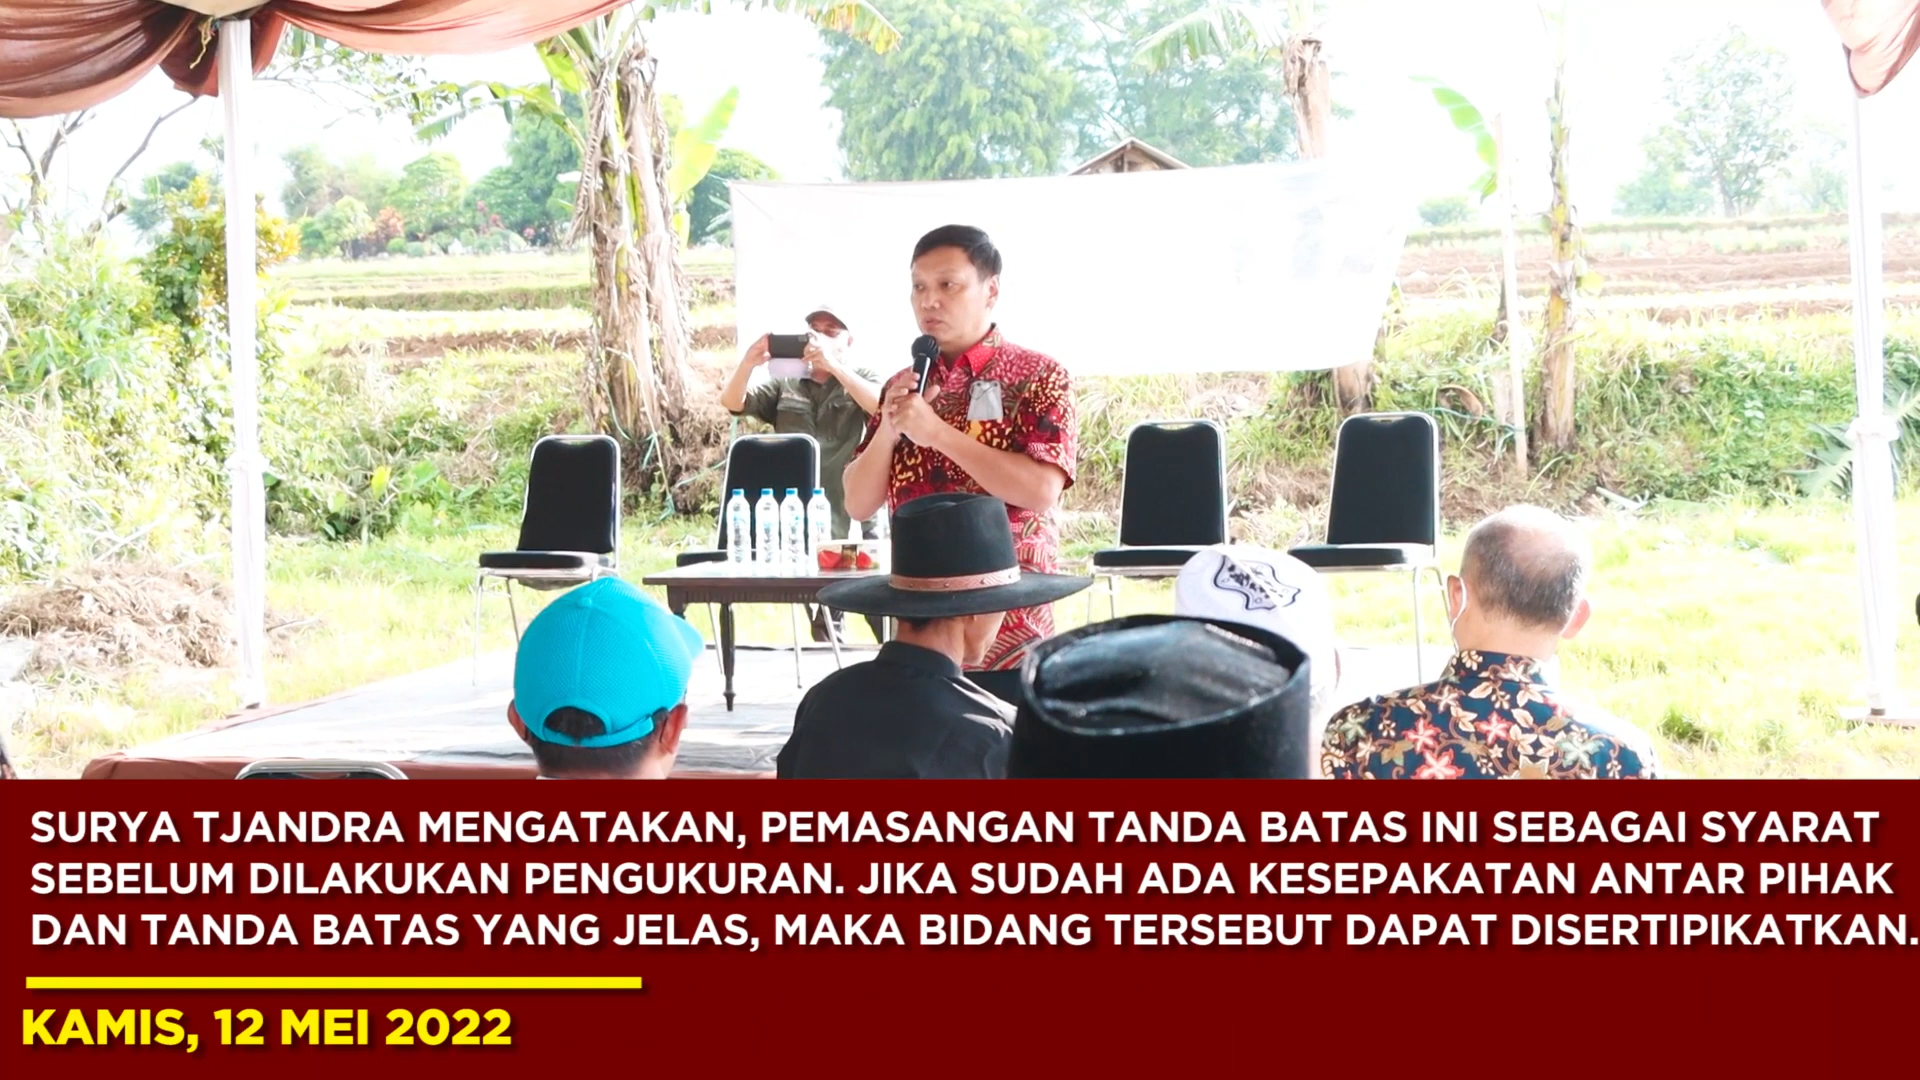 SURYA TJANDRA MENGATAKAN, PEMASANGAN TANDA BATAS INI SEBAGAI SYARAT
SEBELUM DILAKUKAN PENGUKURAN. JIKA SUDAH ADA KESEPAKATAN ANTAR PIHAK
DAN TANDA BATAS YANG JELAS, MAKA BIDANG TERSEBUT DAPAT DISERTIPIKATKAN.
KAMIS, 12 MEI 2022